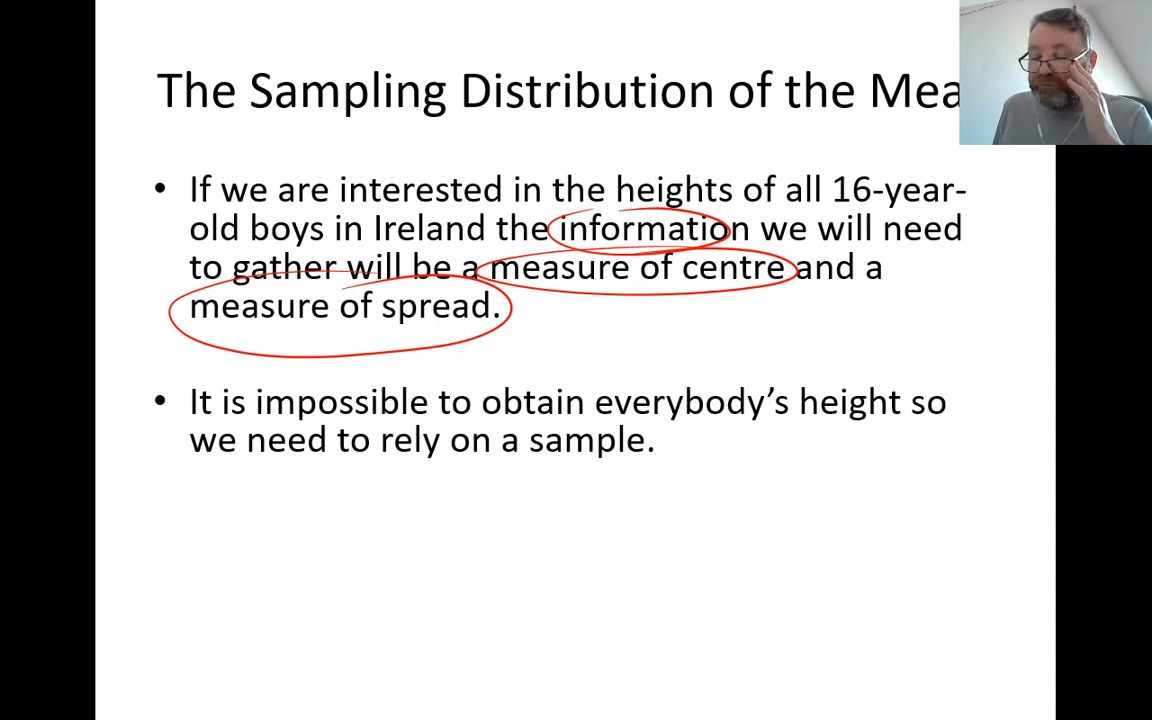 The Sampling Distribution of the Mea
• If we are interested in the heights of all 16-year-
old boys in Ireland the information we will need
to gather will be a measure of centre and a
measure of spread.
• It is impossible to obtain everybody’s height so
we need to rely on a sample.